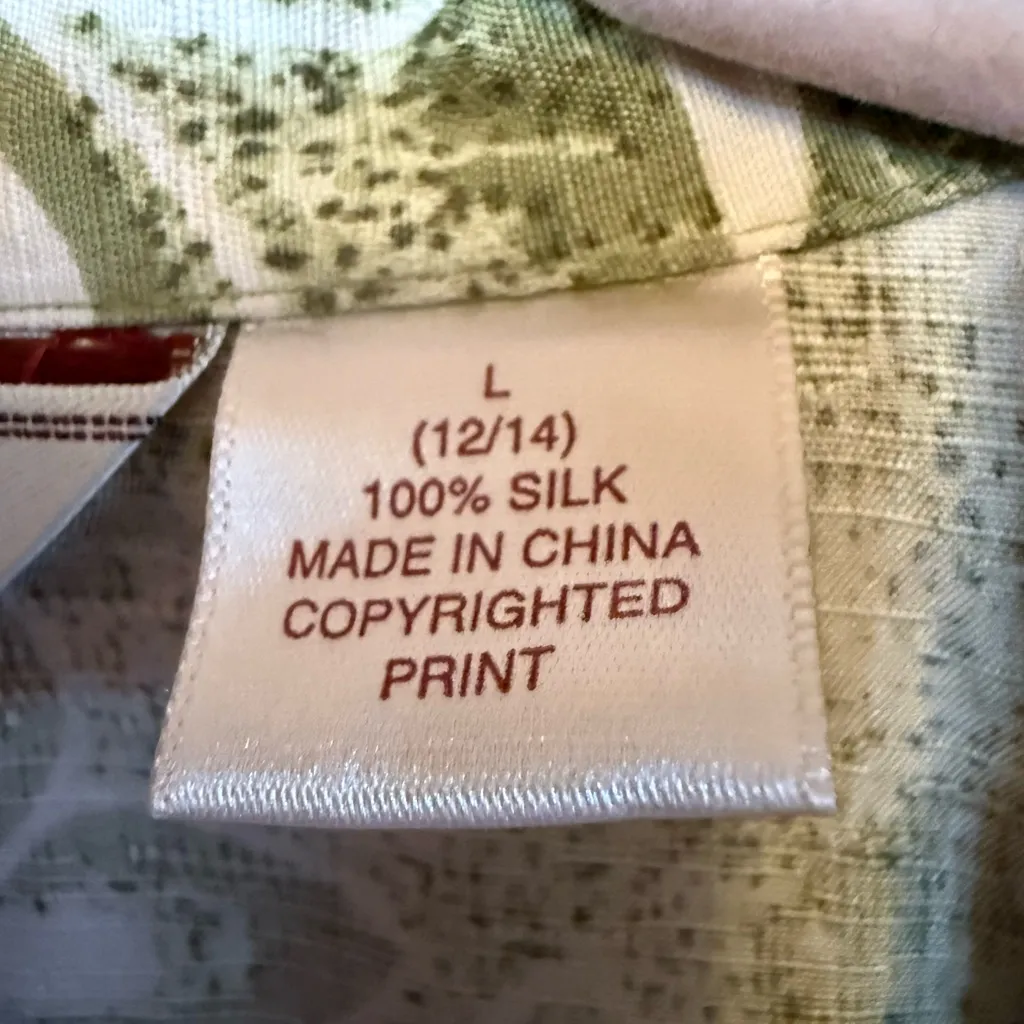 L
(12/14)
100% SILK
MADE IN CHINA
COPYRIGHTED
PRINT